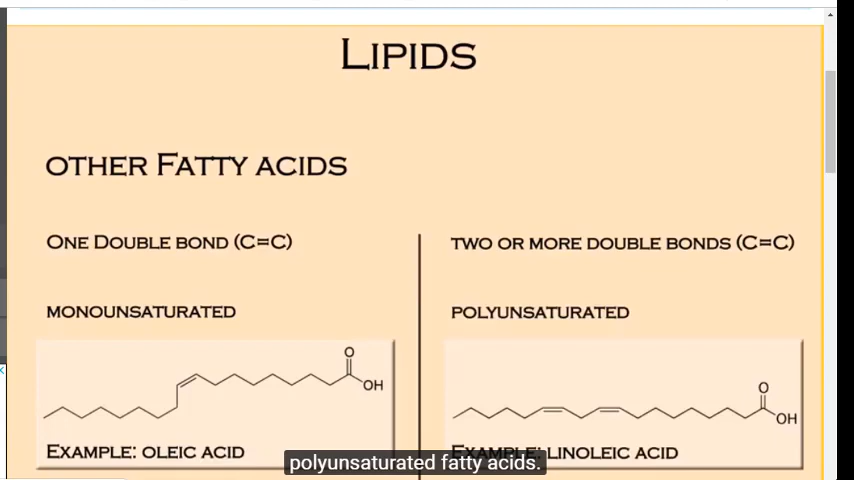 LIPIDS
OTHER FATTY ACIDS
ONE DOUBLE BOND (C=C)
MONOUNSATURATED
O
OH
EXAMPLE: OLEIC ACID
TWO OR MORE DOUBLE BONDS (C=C)
POLYUNSATURATED
O
OH
EXAMPLE: LINOLEIC ACID
polyunsaturated fatty acids.